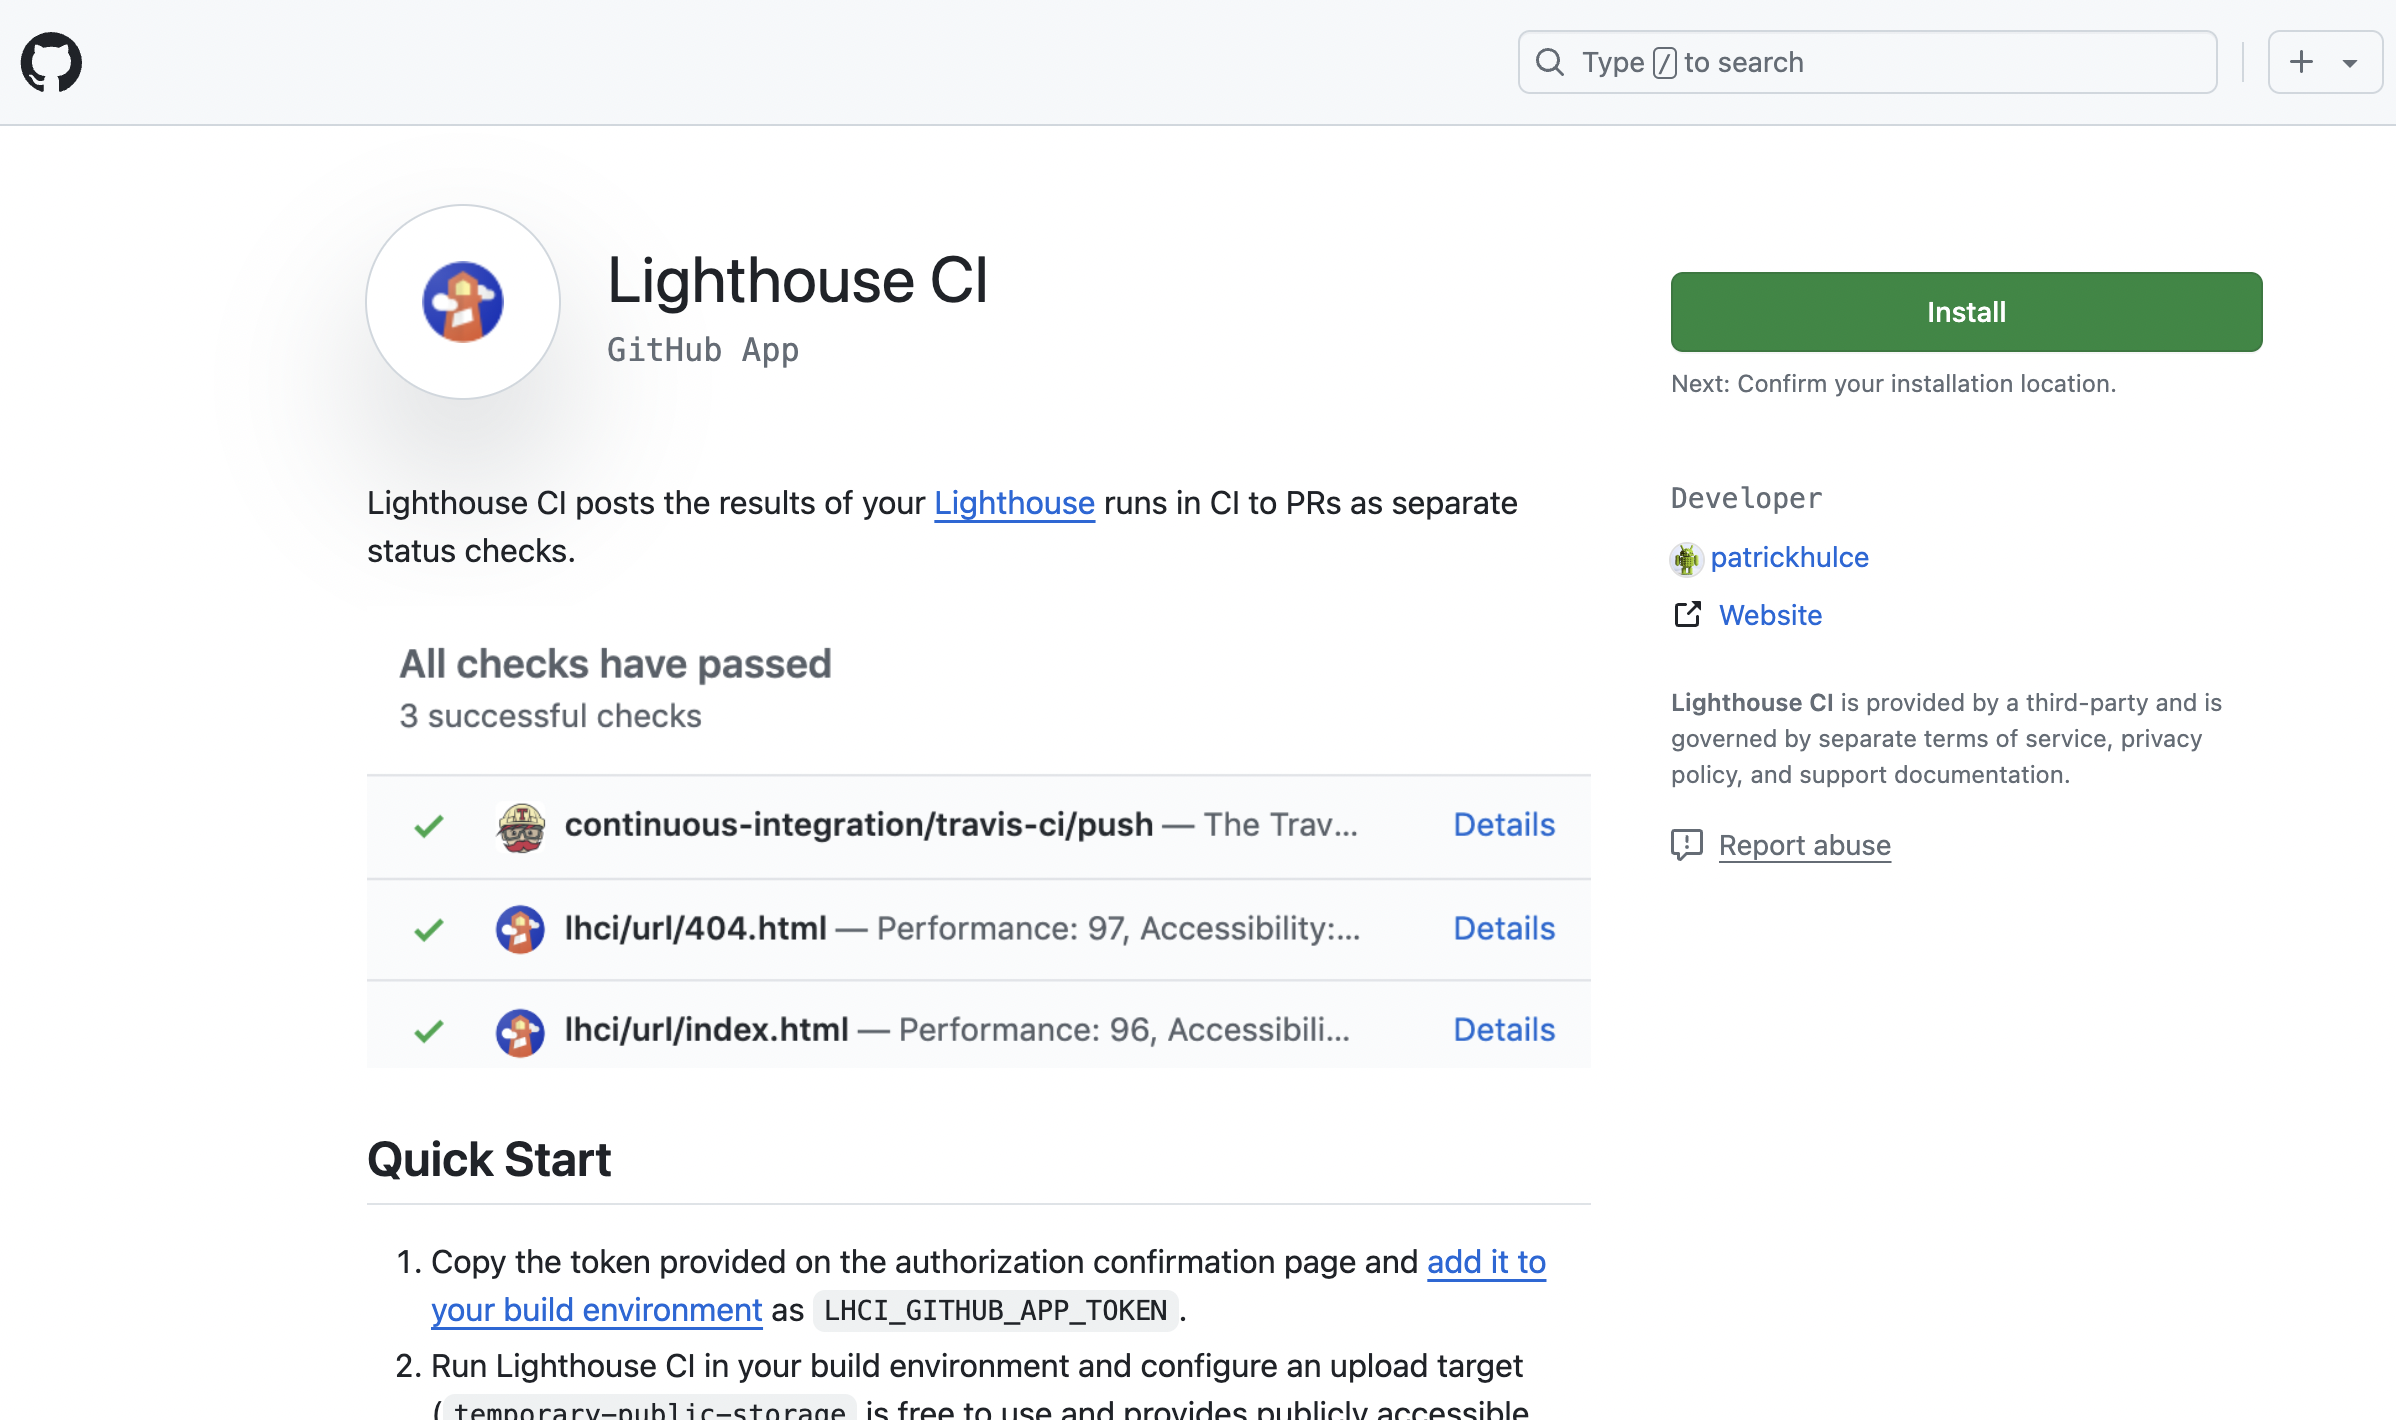 Type / to search
Lighthouse CI
GitHub App
Install
Next: Confirm your installation location.
Lighthouse CI posts the results of your Lighthouse runs in CI to PRs as separate
status checks.
All checks have passed
3 successful checks
continuous-integration/travis-ci/push — The Trav... Details
lhci/url/404.html — Performance: 97, Accessibility:... Details
lhci/url/index.html — Performance: 96, Accessibili... Details
Developer
patrickhulce
Website
Lighthouse CI is provided by a third-party and is
governed by separate terms of service, privacy
policy, and support documentation.
Report abuse
Quick Start
1. Copy the token provided on the authorization confirmation page and add it to
your build environment as LHCI_GITHUB_APP_TOKEN.
2. Run Lighthouse CI in your build environment and configure an upload target
(temporary-public-storage is free to use and provides publicly accessible